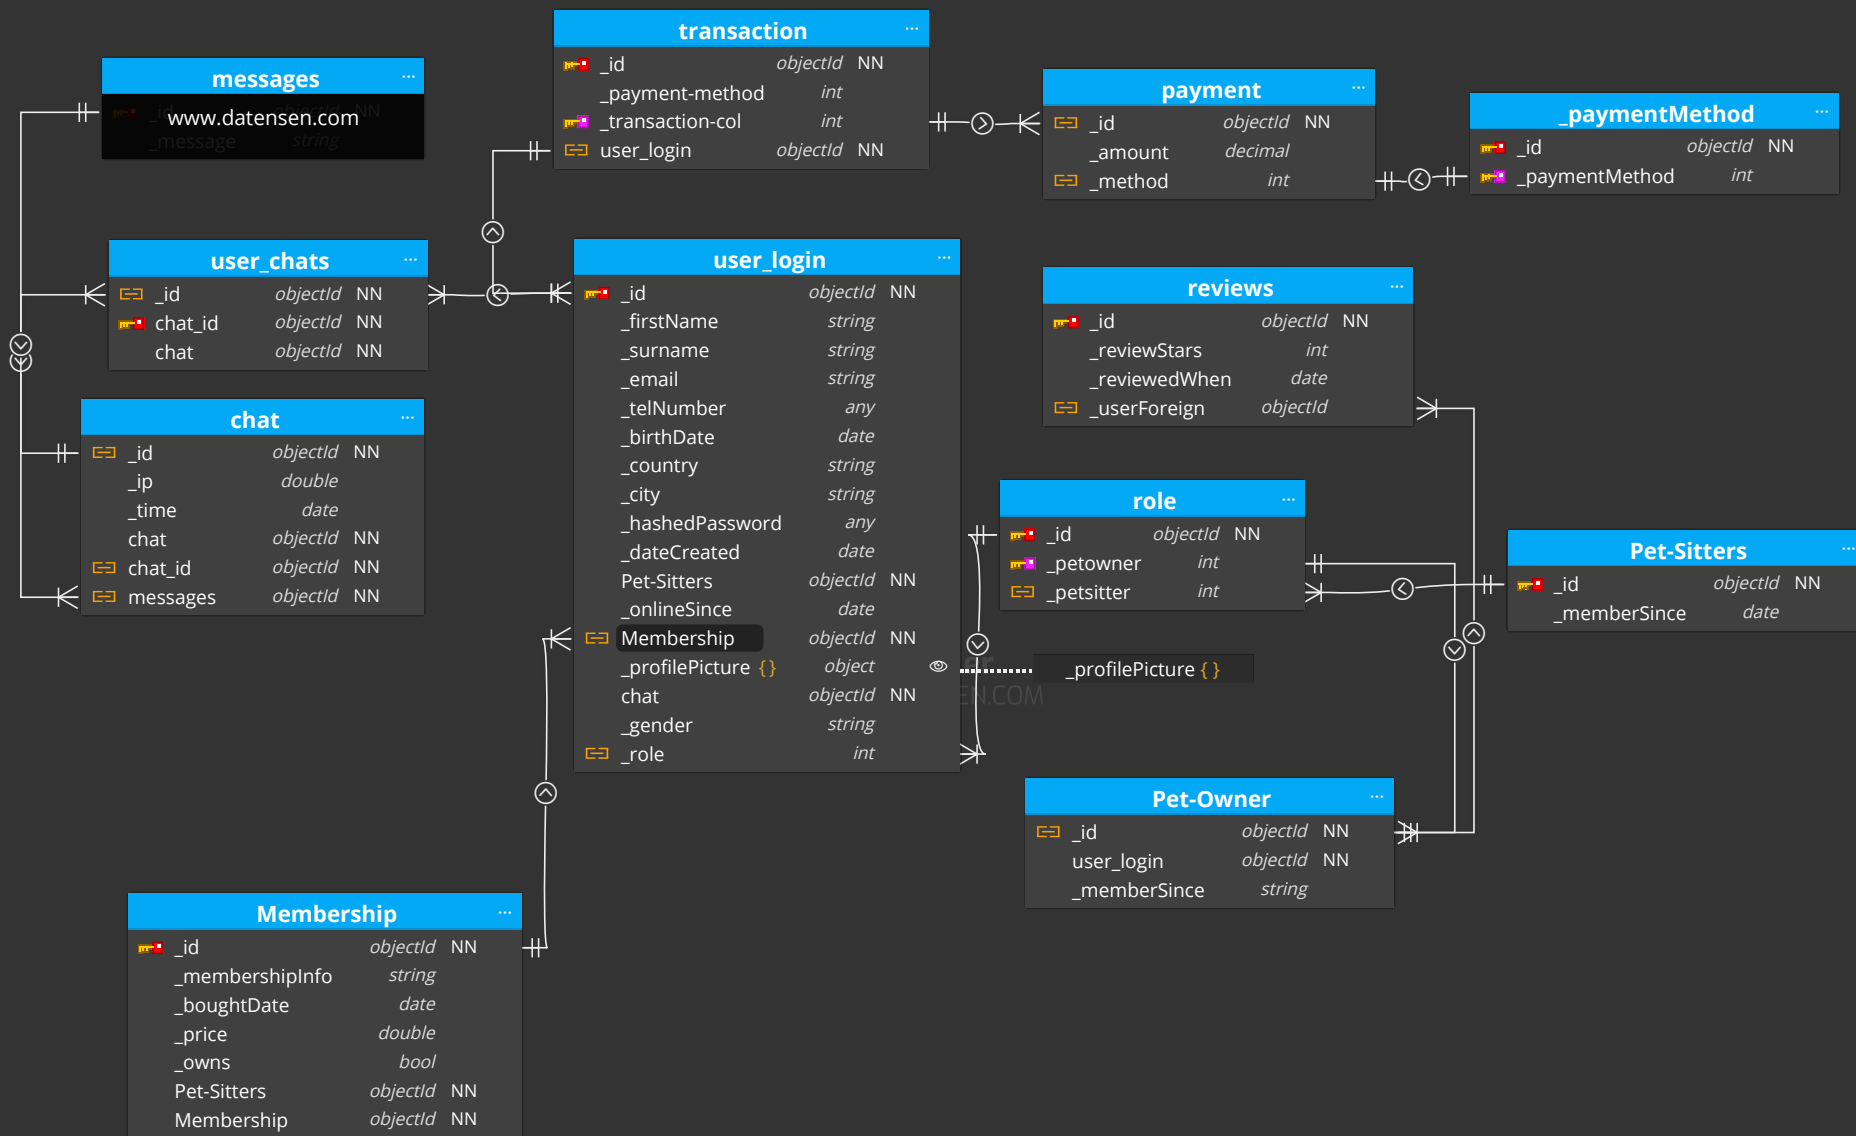 transaction ...
_id objectId NN
_payment-method int
_transaction-col int
user_login objectId NN
messages ...
_id objectId NN
www.datensen.com
_message string
payment ...
_id objectId NN
_amount decimal
_method int
_paymentMethod ...
_id objectId NN
_paymentMethod int
user_chats ...
_id objectId NN
chat_id objectId NN
chat objectId NN
user_login ...
_id objectId NN
_firstName string
_surname string
_email string
_telNumber any
_birthDate date
_country string
_city string
_hashedPassword any
_dateCreated date
Pet-Sitters objectId NN
_onlineSince date
Membership objectId NN
_profilePicture {} object
chat objectId NN
_gender string
_role int
reviews ...
_id objectId NN
_reviewStars int
_reviewedWhen date
_userForeign objectId
chat ...
_id objectId NN
_ip double
_time date
chat objectId NN
chat_id objectId NN
messages objectId NN
role ...
_id objectId NN
_petowner int
_petsitter int
Pet-Sitters ...
_id objectId NN
_memberSince date
_profilePicture { }
EN.COM
Pet-Owner ...
_id objectId NN
user_login objectId NN
_memberSince string
Membership ...
_id objectId NN
_membershipInfo string
_boughtDate date
_price double
_owns bool
Pet-Sitters objectId NN
Membership objectId NN